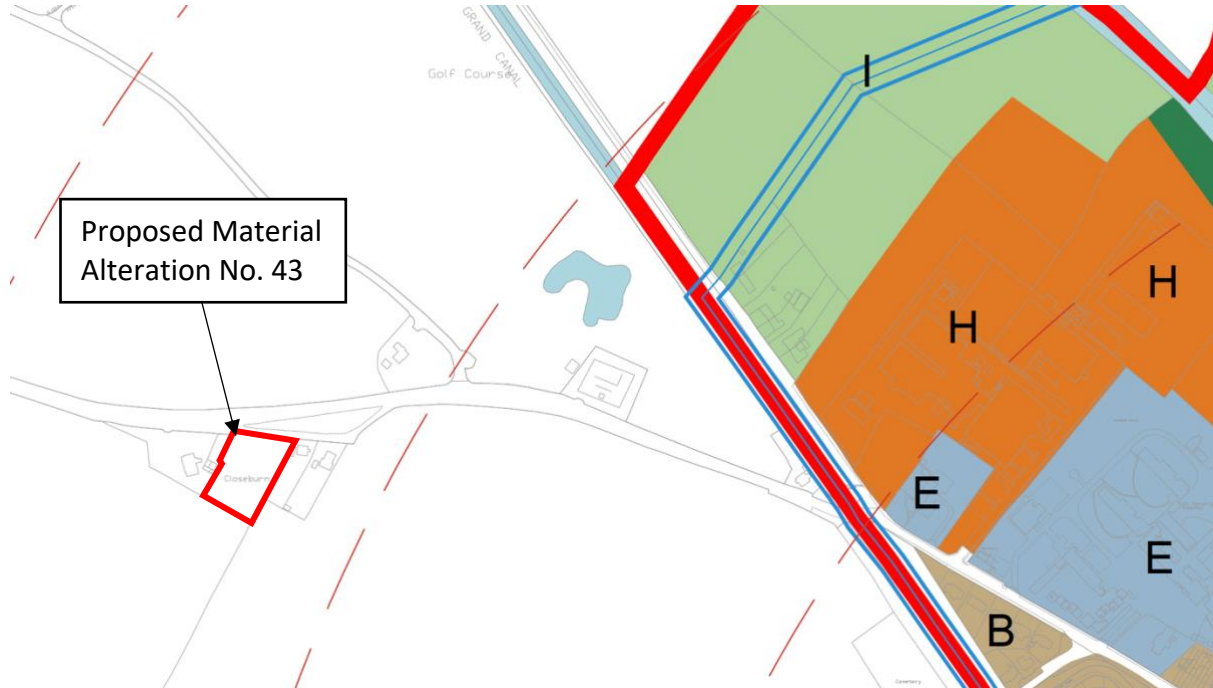 GRAND CANAL
Golf Course
I
Proposed Material
Alteration No. 43
H
H
Closeburn
E
E
B